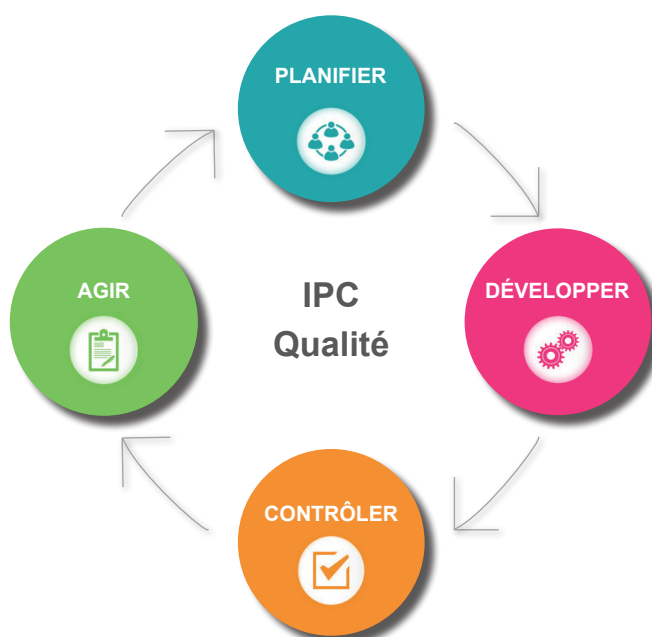 PLANIFIER
AGIR
IPC
Qualité
DÉVELOPPER
CONTRÔLER